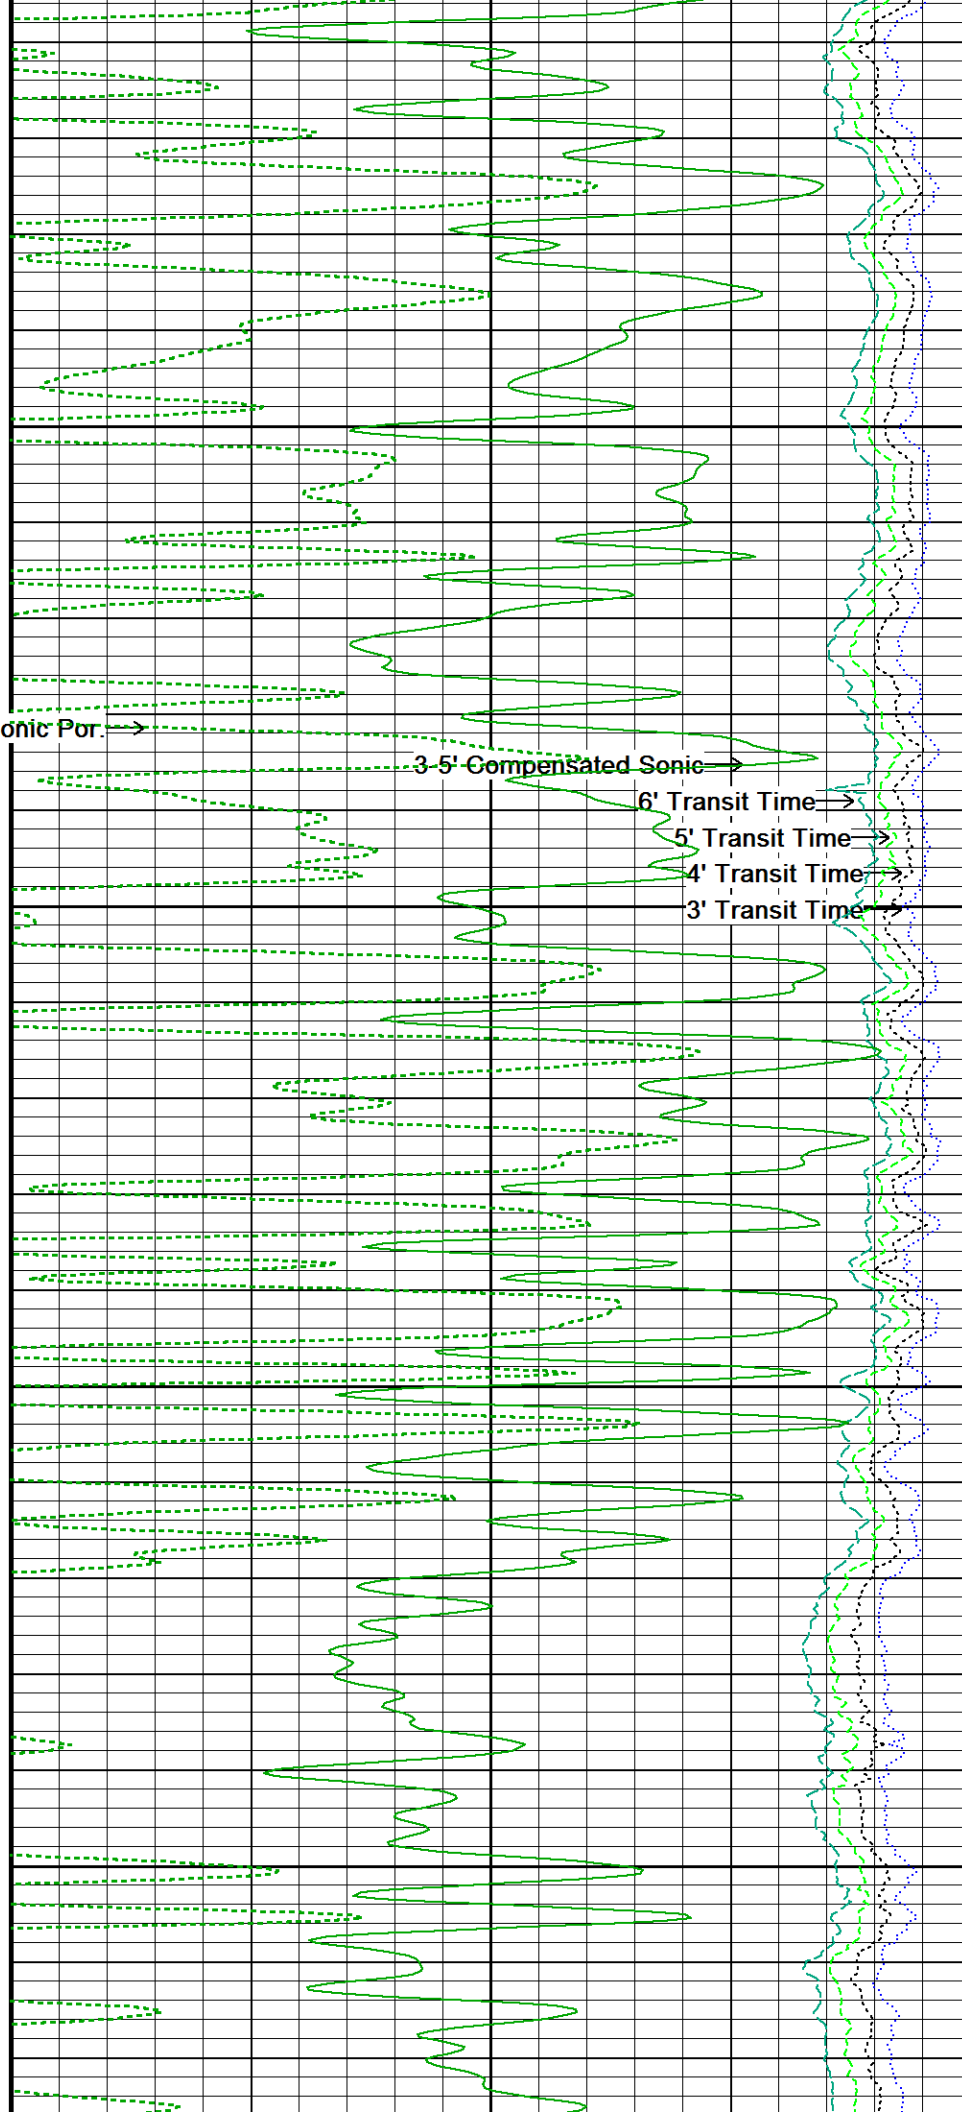 onic Por.
3-5' Compensated Sonic
6' Transit Time
5' Transit Time
4' Transit Time
3' Transit Time